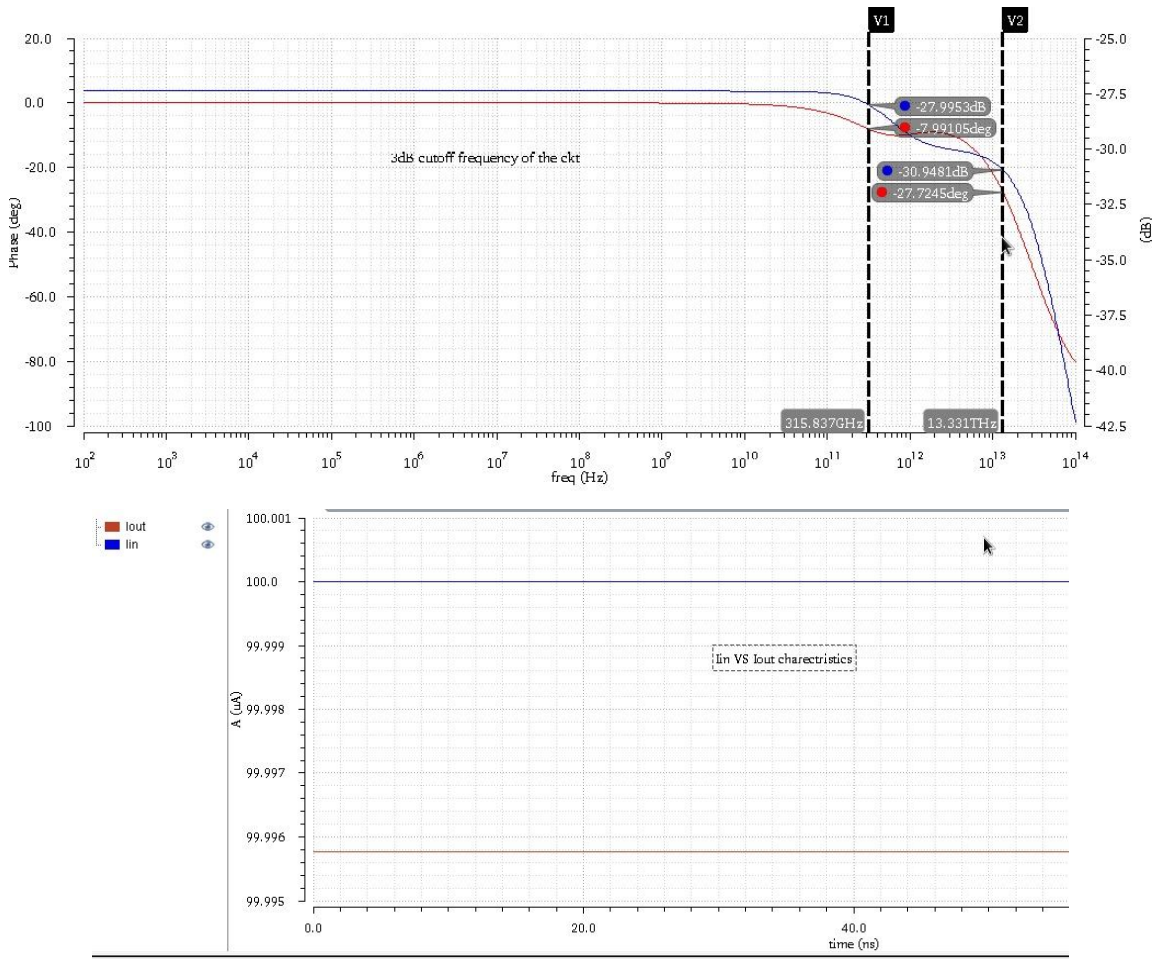 V1
V2
20.0
0.0
-20.0
-40.0
-60.0
-80.0
-100
Phase (deg)
-25.0
-27.5
-30.0
-32.5
-35.0
-37.5
-40.0
-42.5
(dB)
-27.9953dB
-7.99105deg
3dB cutoff frequency of the ckt
-30.9481dB
-27.7245deg
315.837GHz
13.331THz
10² 10³ 10⁴ 10⁵ 10⁶ 10⁷ 10⁸ 10⁹ 10¹⁰ 10¹¹ 10¹² 10¹³ 10¹⁴
freq (Hz)
Iout
Iin
100.001
100.0
99.999
99.998
99.997
99.996
99.995
A (uA)
Iin VS Iout charectristics
0.0 20.0 40.0
time (ns)